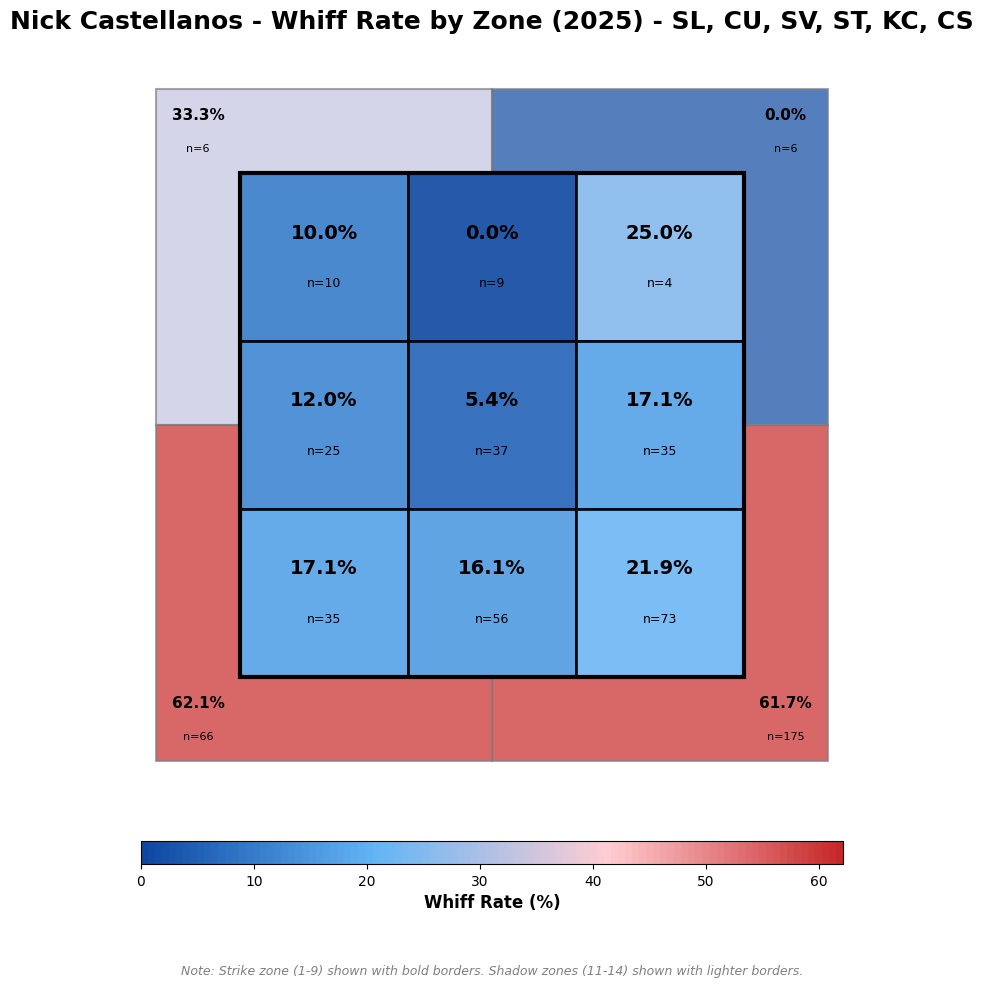 Nick Castellanos - Whiff Rate by Zone (2025) - SL, CU, SV, ST, KC, CS
33.3%
n=6
0.0%
n=6
10.0%
n=10
0.0%
n=9
25.0%
n=4
12.0%
n=25
5.4%
n=37
17.1%
n=35
17.1%
n=35
16.1%
n=56
21.9%
n=73
62.1%
n=66
61.7%
n=175
0 10 20 30 40 50 60
Whiff Rate (%)
Note: Strike zone (1-9) shown with bold borders. Shadow zones (11-14) shown with lighter borders.